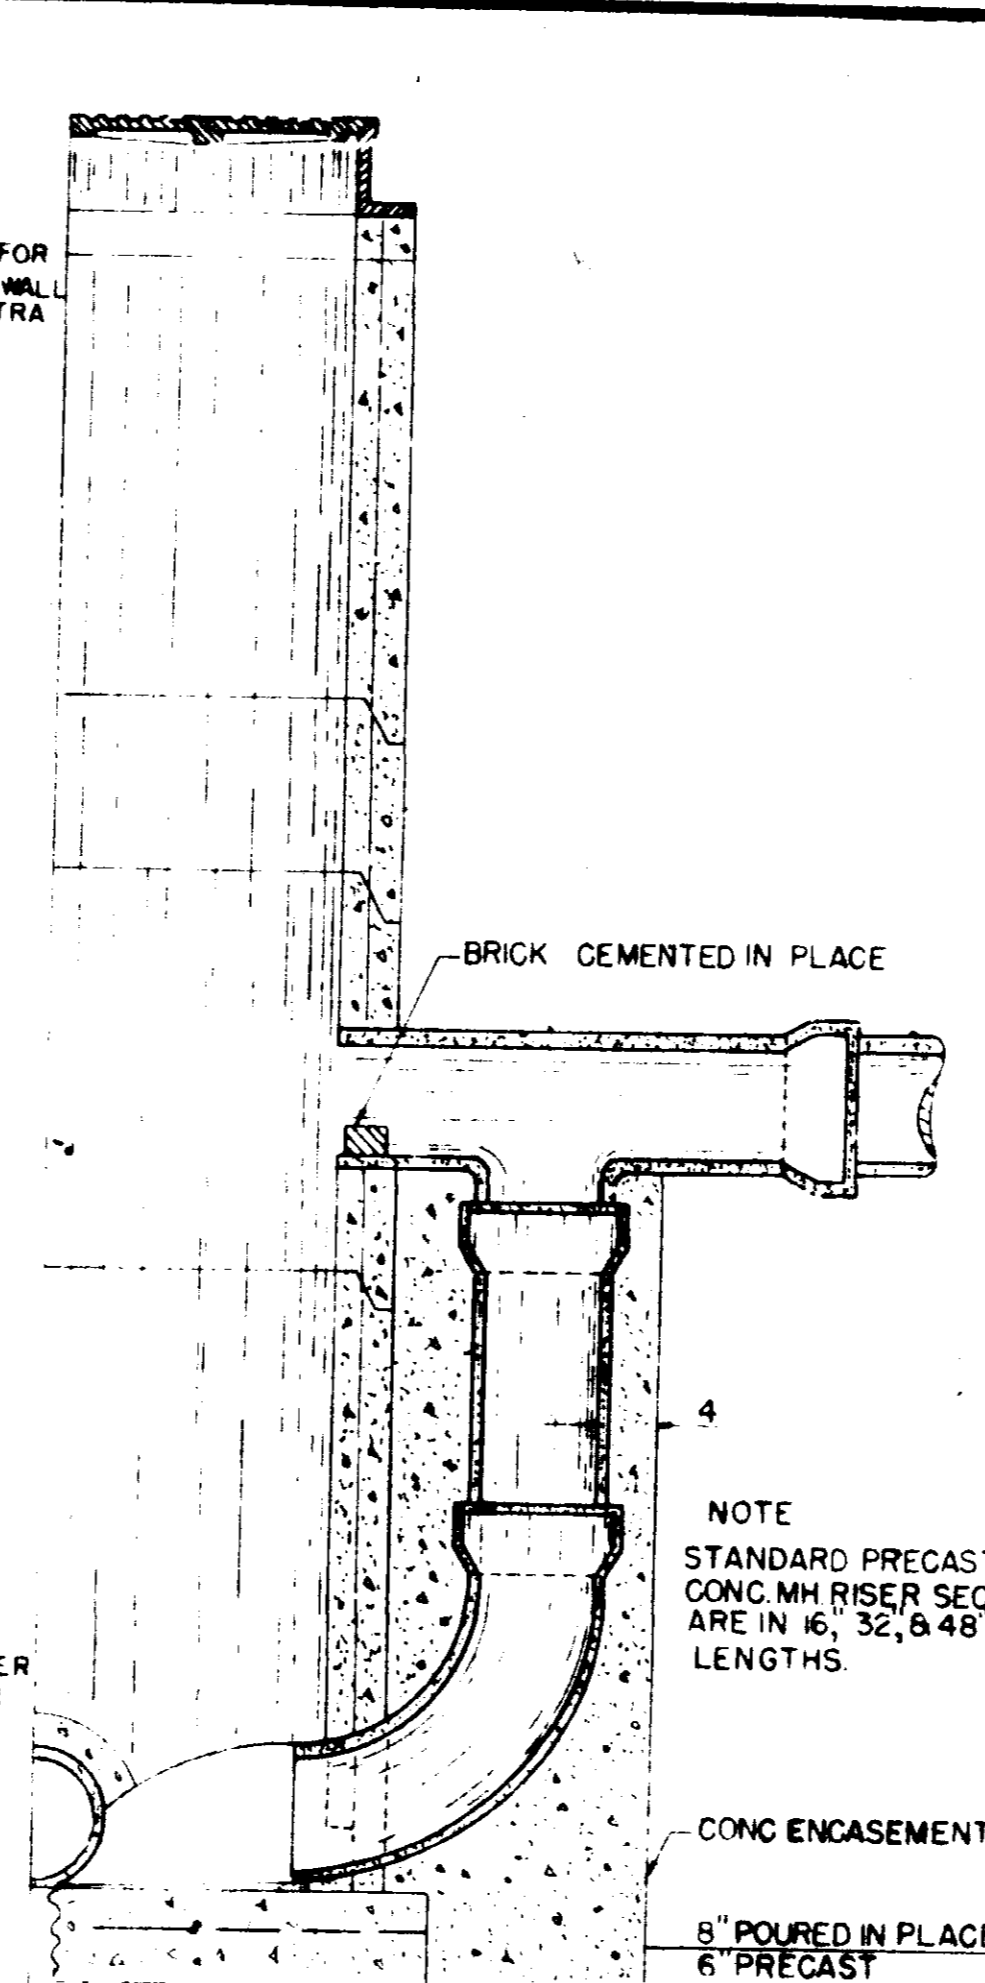 FOR
WALL
TRA
BRICK CEMENTED IN PLACE
4
NOTE
STANDARD PRECAST
CONC. MH. RISER SEC
ARE IN 16", 32", & 48"
LENGTHS.
ER
CONC ENCASEMENT
8" POURED IN PLACE
6" PRECAST